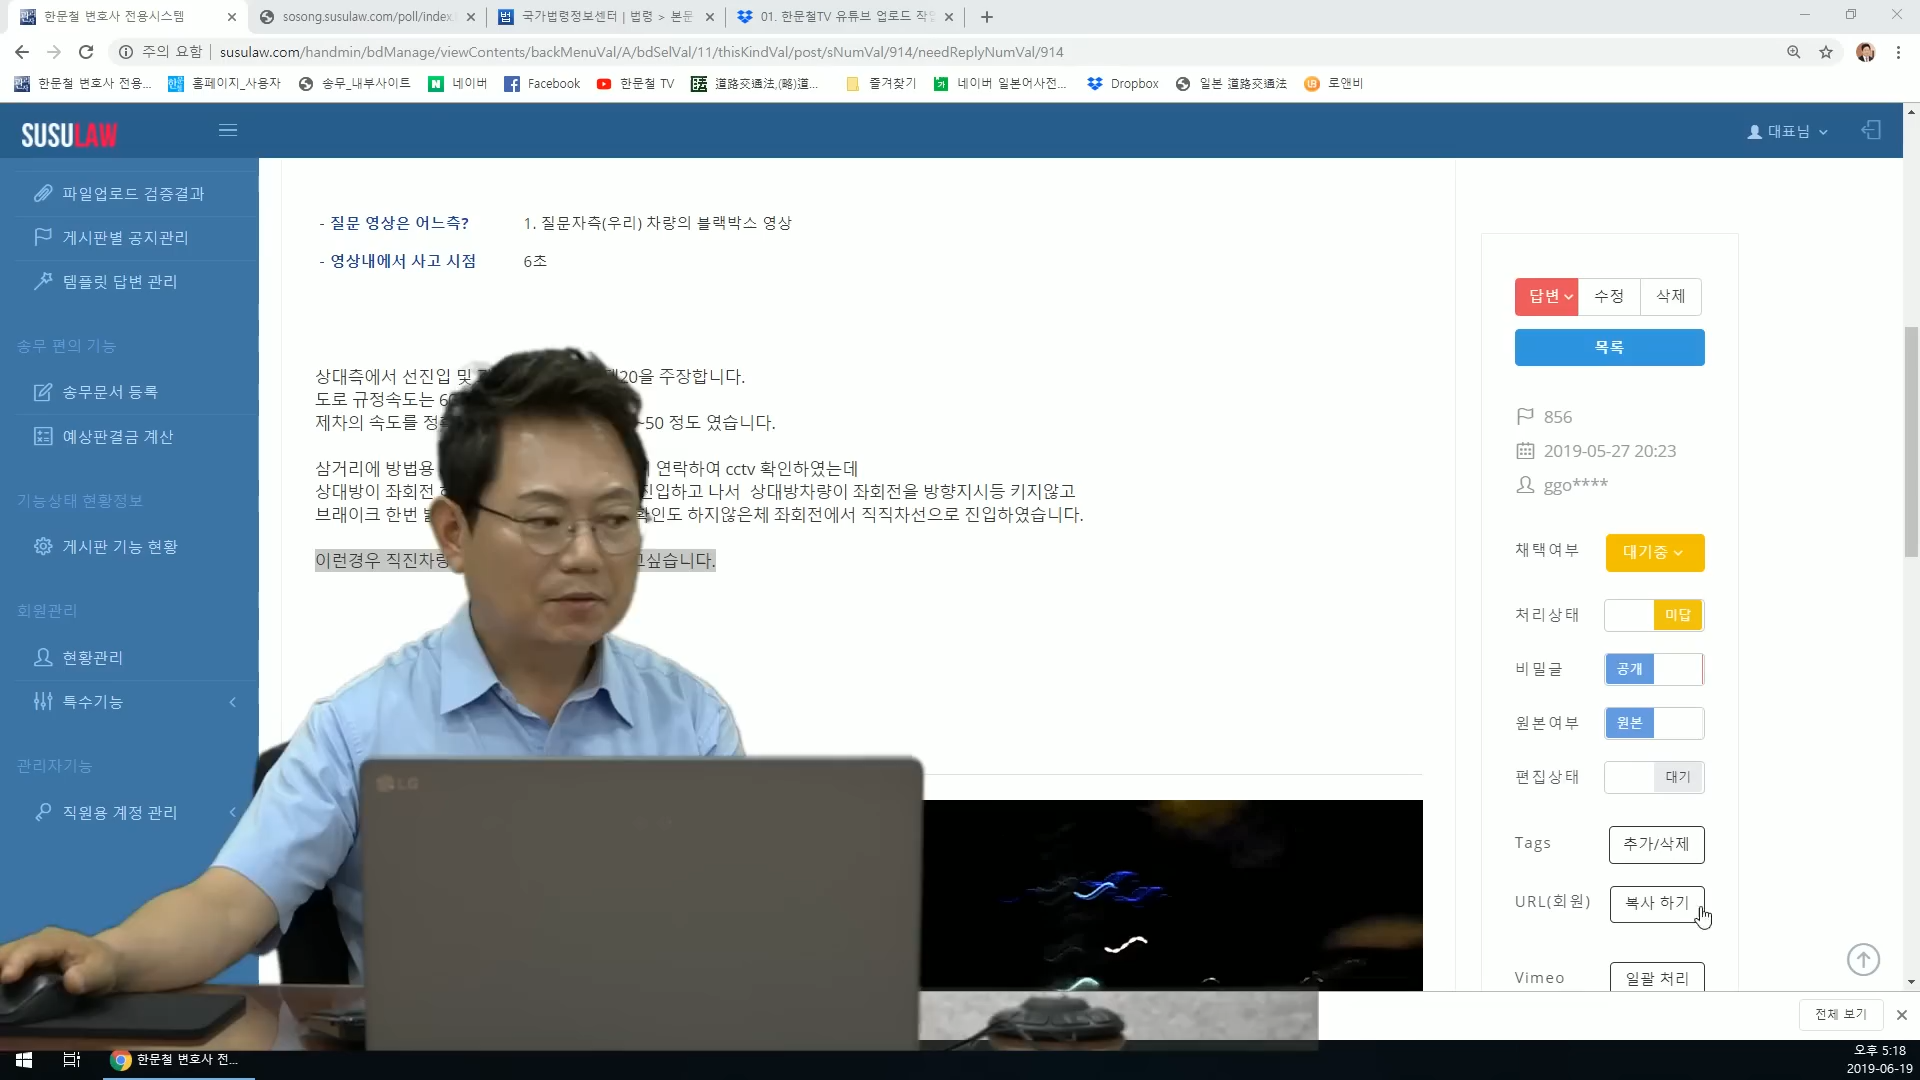 한문철 변호사 전용시스템
sosong.susulaw.com/poll/index
국가법령정보센터 | 법령 > 본문
01. 한문철TV 유튜브 업로드
주의 요함
susulaw.com/handmin/bdManage/viewContents/backMenuVal/A/bdSelVal/11/thisKindVal/post/sNumVal/914/needReplyNumVal/914
한문철 변호사 전용...
홈페이지_사용자
송무_내부사이트
네이버
Facebook
한문철 TV
道路交通法,(略)道...
즐겨찾기
네이버 일본어사전...
Dropbox
일본 道路交通法
로앤비
SUSULAW
대표님
파일업로드 검증결과
게시판별 공지관리
템플릿 답변 관리
송무 편의 기능
송무문서 등록
예상판결금 계산
기능상태 현황정보
게시판 기능 현황
회원관리
현황관리
특수기능
관리자기능
직원용 계정 관리
- 질문 영상은 어느측? 1. 질문자측(우리) 차량의 블랙박스 영상
- 영상내에서 사고 시점 6초
상대측에서 선진입 및 20을 주장합니다.
도로 규정속도는
제차의 속도를 ~50 정도 였습니다.
삼거리에 방법용 연락하여 cctv 확인하였는데
상대방이 좌회전 진입하고 나서 상대방차량이 좌회전을 방향지시등 키지않고
브래이크 한번 확인도 하지않은체 좌회전에서 직직차선으로 진입하였습니다.
이런경우 직진차량 싶습니다.
답변 수정 삭제
목록
856
2019-05-27 20:23
ggo****
채택여부 대기중
처리상태 미답
비밀글 공개
원본여부 원본
편집상태 대기
Tags 추가/삭제
URL(회원) 복사 하기
Vimeo 일괄 처리
LG
전체 보기
한문철 변호사 전...
오후 5:18
2019-06-19